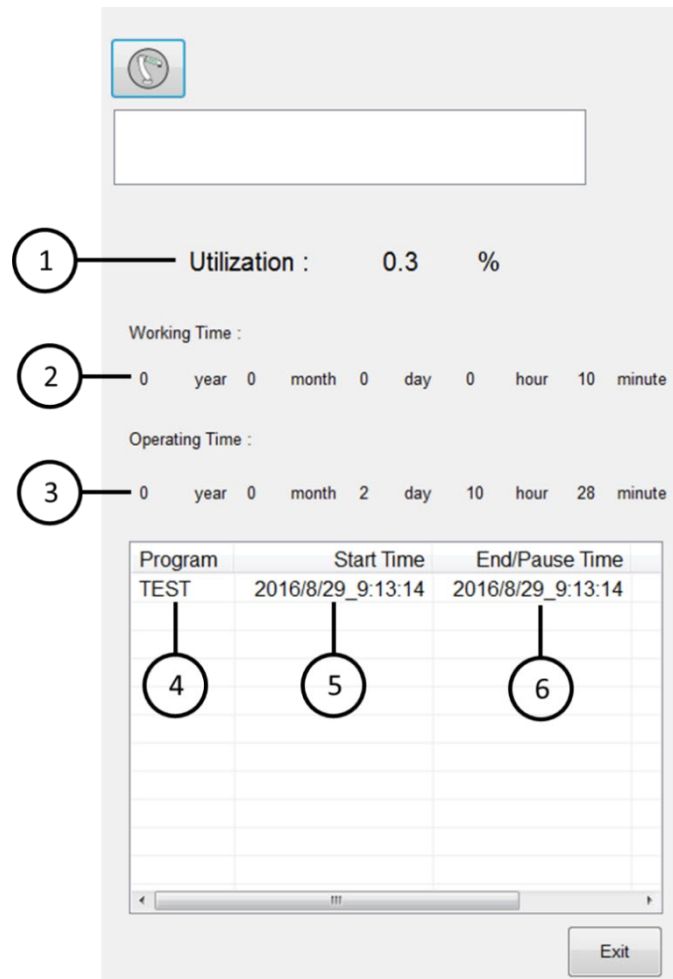 1 Utilization : 0.3 %
Working Time :
2 0 year 0 month 0 day 0 hour 10 minute
Operating Time :
3 0 year 0 month 2 day 10 hour 28 minute
Program Start Time End/Pause Time
TEST 2016/8/29_9:13:14 2016/8/29_9:13:14
4 5 6
Exit